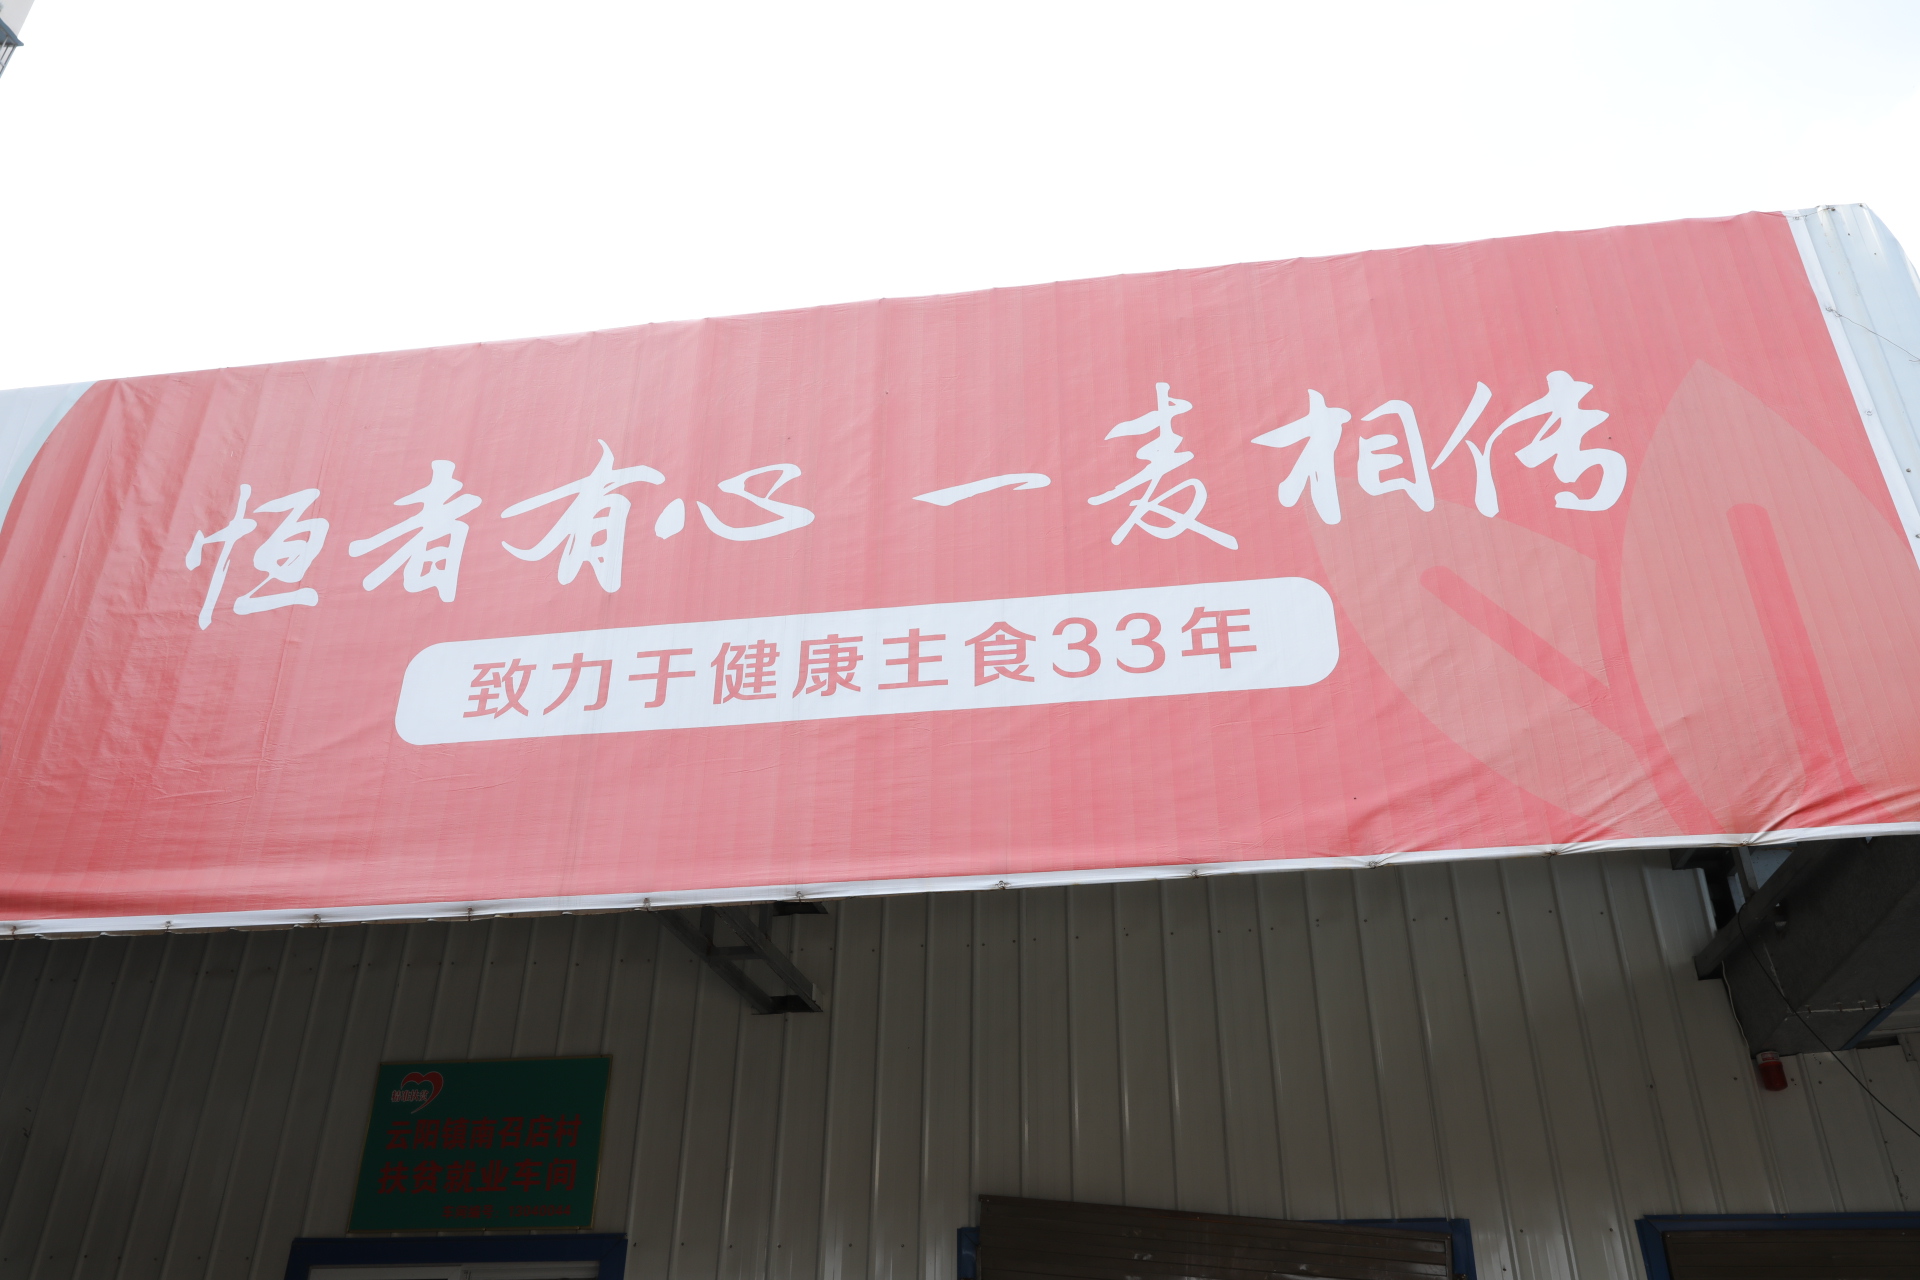 恒者有心 一麦相传
致力于健康主食33年
云阳镇南召店村
扶贫就业车间